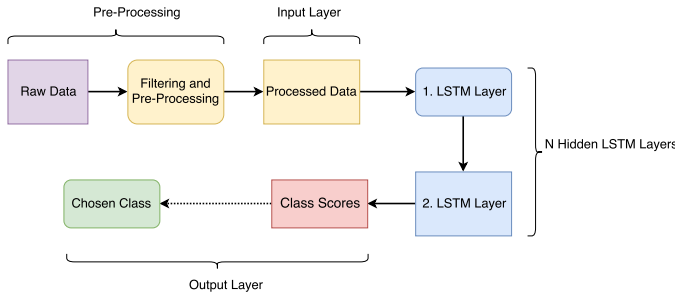 Pre-Processing
Input Layer
Raw Data
Filtering and
Pre-Processing
Processed Data
1. LSTM Layer
N Hidden LSTM Layers
Chosen Class
Class Scores
2. LSTM Layer
Output Layer